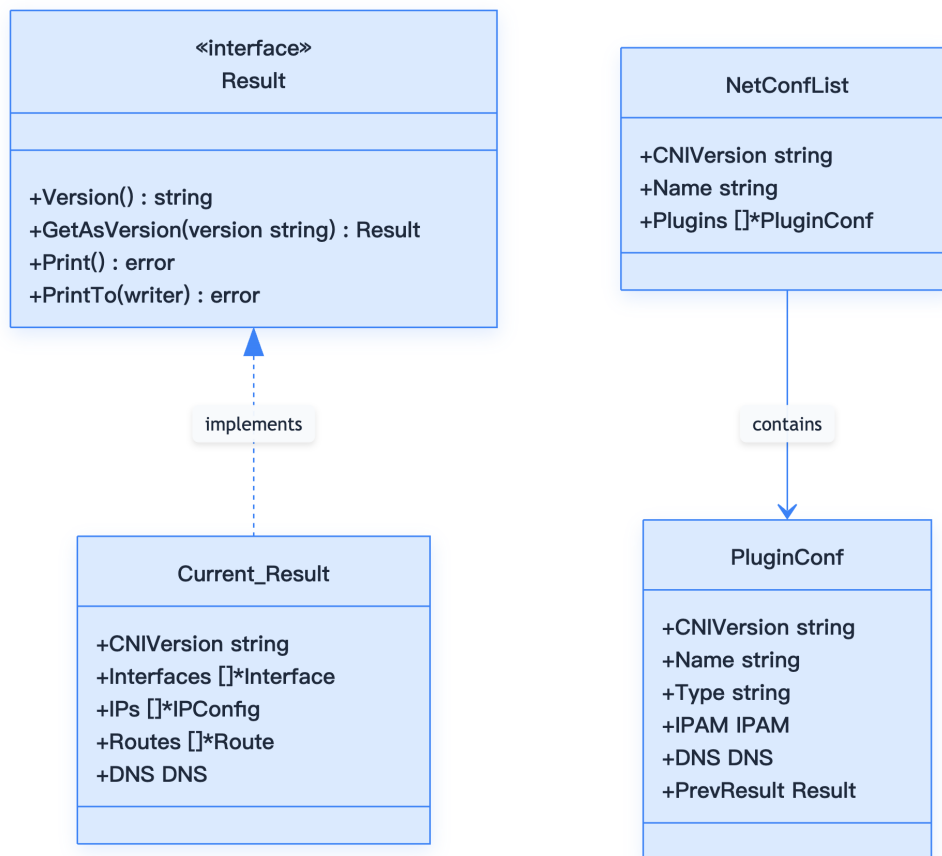 «interface»
Result
+Version() : string
+GetAsVersion(version string) : Result
+Print() : error
+PrintTo(writer) : error
implements
Current_Result
+CNIVersion string
+Interfaces []*Interface
+IPs []*IPConfig
+Routes []*Route
+DNS DNS
NetConfList
+CNIVersion string
+Name string
+Plugins []*PluginConf
contains
PluginConf
+CNIVersion string
+Name string
+Type string
+IPAM IPAM
+DNS DNS
+PrevResult Result